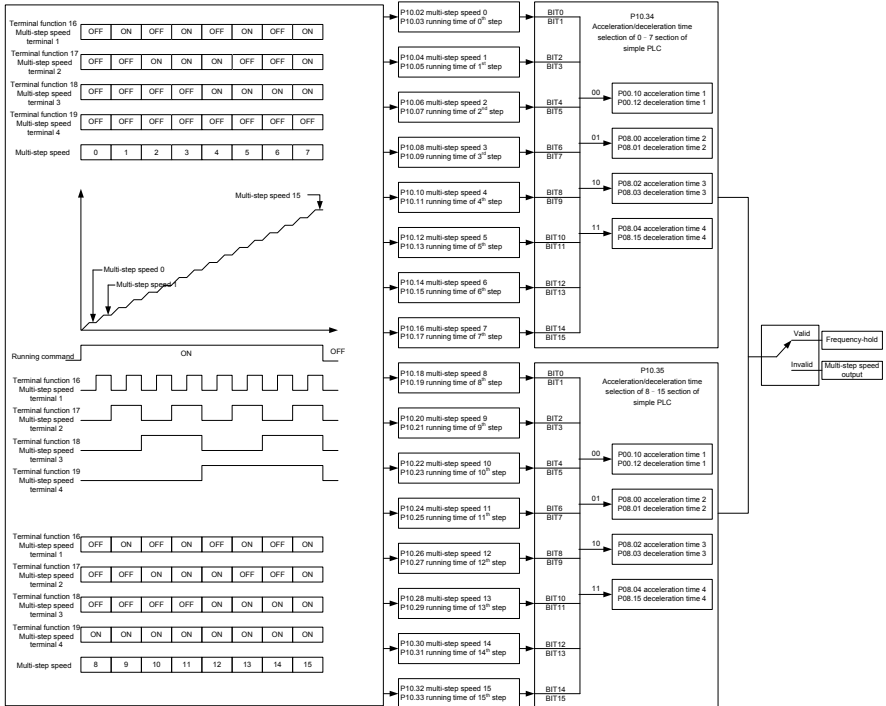 Terminal function 16
Multi-step speed
terminal 1
OFF ON OFF ON OFF ON OFF ON
Terminal function 17
Multi-step speed
terminal 2
OFF OFF ON ON OFF OFF ON ON
Terminal function 18
Multi-step speed
terminal 3
OFF OFF OFF OFF ON ON ON ON
Terminal function 19
Multi-step speed
terminal 4
OFF OFF OFF OFF OFF OFF OFF OFF
Multi-step speed 0 1 2 3 4 5 6 7
Multi-step speed 15
Multi-step speed 0
Multi-step speed 1
Running command
ON
OFF
Terminal function 16
Multi-step speed
terminal 1
Terminal function 17
Multi-step speed
terminal 2
Terminal function 18
Multi-step speed
terminal 3
Terminal function 19
Multi-step speed
terminal 4
Terminal function 16
Multi-step speed
terminal 1
OFF ON OFF ON OFF ON OFF ON
Terminal function 17
Multi-step speed
terminal 2
OFF OFF ON ON OFF OFF ON ON
Terminal function 18
Multi-step speed
terminal 3
OFF OFF OFF OFF ON ON ON ON
Terminal function 19
Multi-step speed
terminal 4
ON ON ON ON ON ON ON ON
Multi-step speed 8 9 10 11 12 13 14 15
P10.02 multi-step speed 0
P10.03 running time of 0th step
P10.04 multi-step speed 1
P10.05 running time of 1st step
P10.06 multi-step speed 2
P10.07 running time of 2nd step
P10.08 multi-step speed 3
P10.09 running time of 3rd step
P10.10 multi-step speed 4
P10.11 running time of 4th step
P10.12 multi-step speed 5
P10.13 running time of 5th step
P10.14 multi-step speed 6
P10.15 running time of 6th step
P10.16 multi-step speed 7
P10.17 running time of 7th step
P10.18 multi-step speed 8
P10.19 running time of 8th step
P10.20 multi-step speed 9
P10.21 running time of 9th step
P10.22 multi-step speed 10
P10.23 running time of 10th step
P10.24 multi-step speed 11
P10.25 running time of 11th step
P10.26 multi-step speed 12
P10.27 running time of 12th step
P10.28 multi-step speed 13
P10.29 running time of 13th step
P10.30 multi-step speed 14
P10.31 running time of 14th step
P10.32 multi-step speed 15
P10.33 running time of 15th step
BIT0
BIT1
BIT2
BIT3
BIT4
BIT5
BIT6
BIT7
BIT8
BIT9
BIT10
BIT11
BIT12
BIT13
BIT14
BIT15
P10.34
Acceleration/deceleration time
selection of 0 - 7 section of
simple PLC
00
P00.10 acceleration time 1
P00.12 deceleration time 1
01
P08.00 acceleration time 2
P08.01 deceleration time 2
10
P08.02 acceleration time 3
P08.03 deceleration time 3
11
P08.04 acceleration time 4
P08.15 deceleration time 4
BIT0
BIT1
BIT2
BIT3
BIT4
BIT5
BIT6
BIT7
BIT8
BIT9
BIT10
BIT11
BIT12
BIT13
BIT14
BIT15
P10.35
Acceleration/deceleration time
selection of 8 - 15 section of
simple PLC
00
P00.10 acceleration time 1
P00.12 deceleration time 1
01
P08.00 acceleration time 2
P08.01 deceleration time 2
10
P08.02 acceleration time 3
P08.03 deceleration time 3
11
P08.04 acceleration time 4
P08.15 deceleration time 4
Valid
Frequency-hold
Invalid
Multi-step speed
output